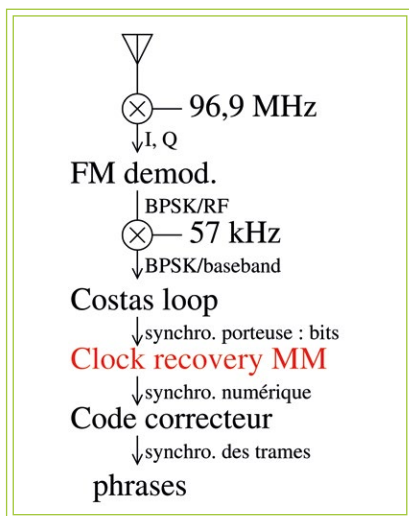 96,9 MHz
I, Q
FM demod.
BPSK/RF
57 kHz
BPSK/baseband
Costas loop
synchro. porteuse : bits
Clock recovery MM
synchro. numérique
Code correcteur
synchro. des trames
phrases